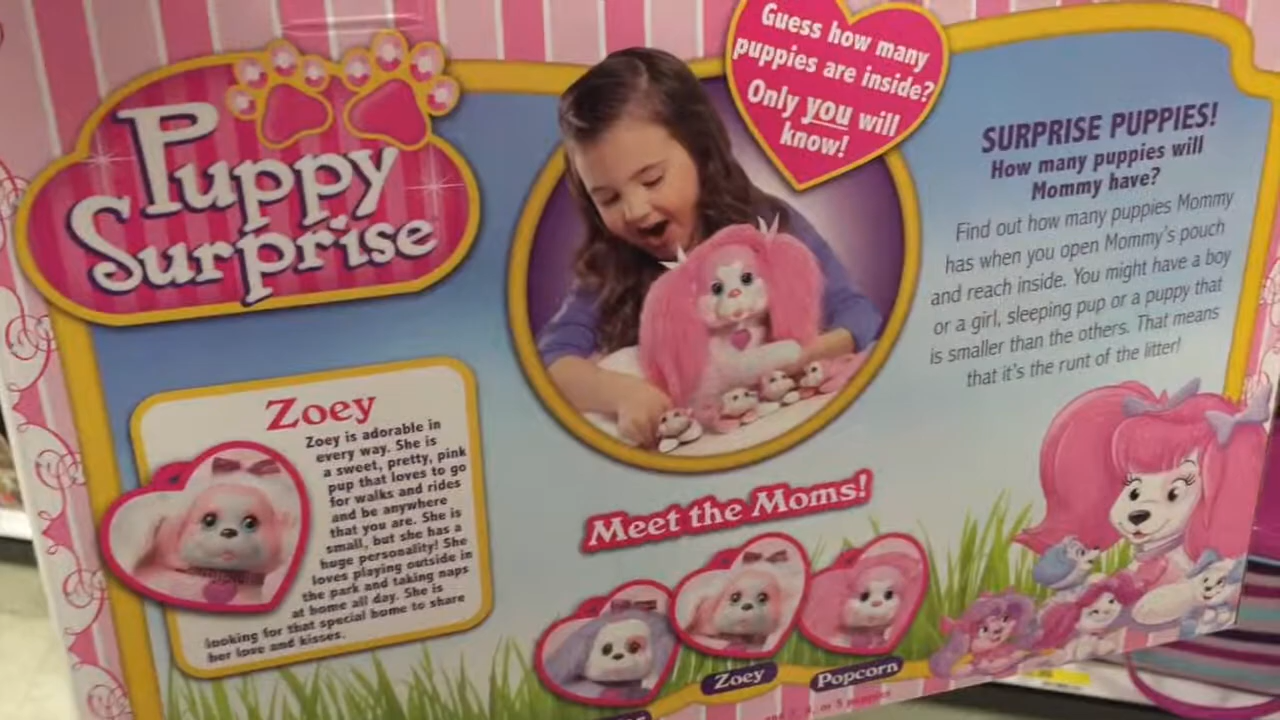 Puppy
Surprise
Guess how many
puppies are inside?
Only you will
know!
SURPRISE PUPPIES!
How many puppies will
Mommy have?
Find out how many puppies Mommy
has when you open Mommy's pouch
and reach inside. You might have a boy
or a girl, sleeping pup or a puppy that
is smaller than the others. That means
that it's the runt of the litter!
Zoey
Zoey is adorable in
every way. She is
a sweet, pretty, pink
pup that loves to go
for walks and rides
and be anywhere
that you are. She is
small, but she has a
huge personality! She
loves playing outside in
the park and taking naps
at home all day. She is
looking for that special home to share
her love and kisses.
Meet the Moms!
Zoey
Popcorn